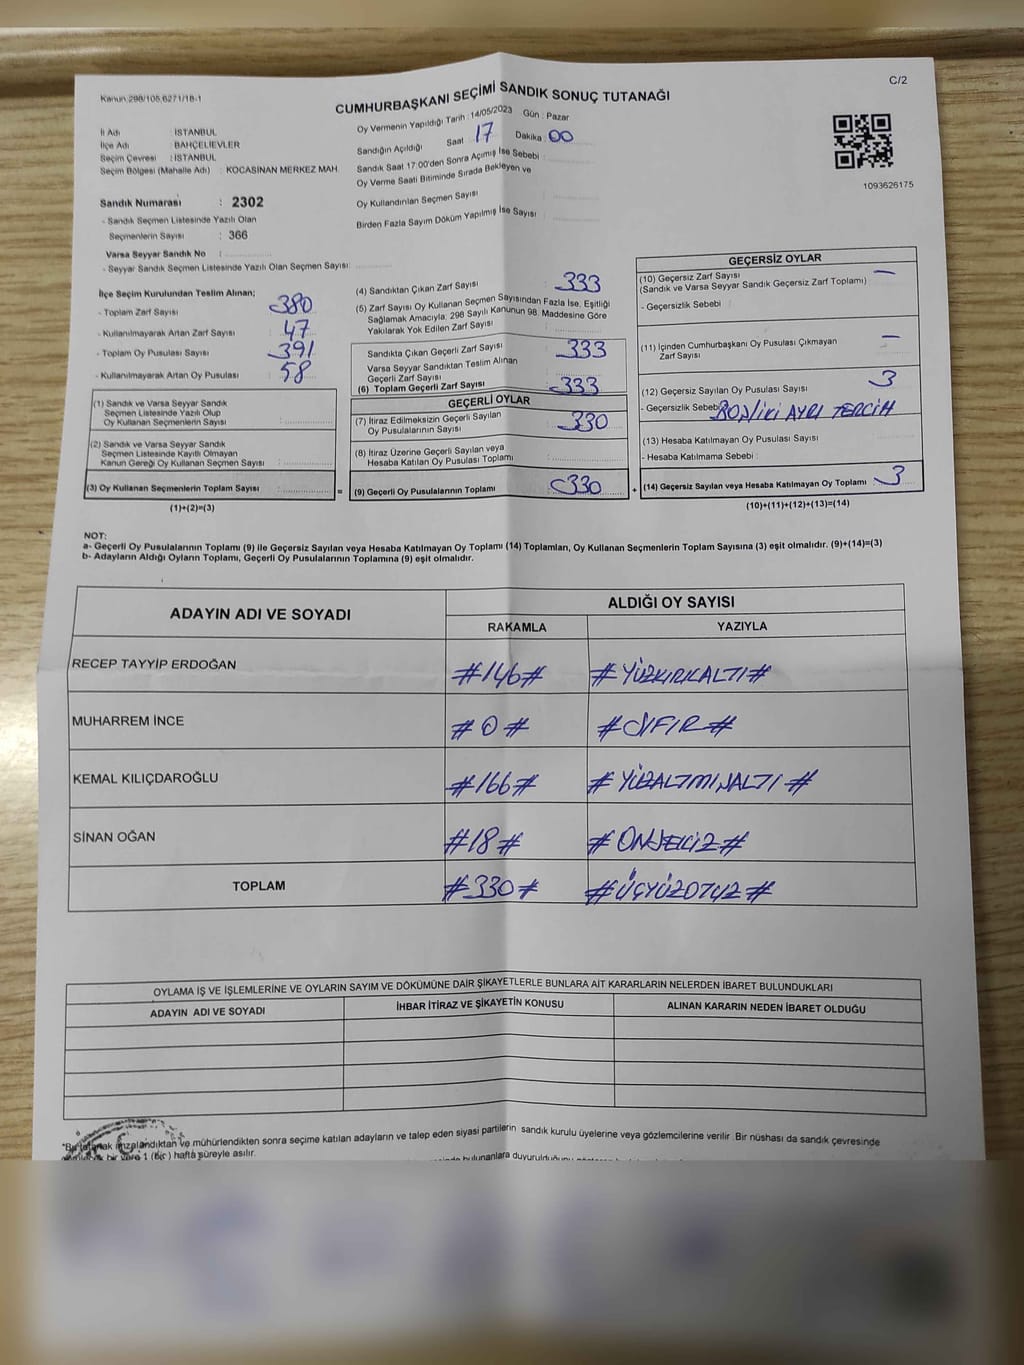 C/2
Kanun:298/105,6271/18-1
CUMHURBAŞKANI SEÇİMİ SANDIK SONUÇ TUTANAĞI
İl Adı : İSTANBUL
İlçe Adı : BAHÇELİEVLER
Seçim Çevresi : İSTANBUL
Seçim Bölgesi (Mahalle Adı) : KOCASİNAN MERKEZ MAH.
Oy Vermenin Yapıldığı Tarih : 14/05/2023 Gün : Pazar
Sandığın Açıldığı Saat 17 Dakika : 00
Sandık Saat 17:00'den Sonra Açılmış İse Sebebi :
Oy Verme Saati Bitiminde Sırada Bekleyen ve
Oy Kullandırılan Seçmen Sayısı
Birden Fazla Sayım Döküm Yapılmış İse Sayısı :
1093626175
Sandık Numarası : 2302
- Sandık Seçmen Listesinde Yazılı Olan
Seçmenlerin Sayısı : 366
Varsa Seyyar Sandık No :
- Seyyar Sandık Seçmen Listesinde Yazılı Olan Seçmen Sayısı:
İlçe Seçim Kurulundan Teslim Alınan;
- Toplam Zarf Sayısı : 380
- Kullanılmayarak Artan Zarf Sayısı : 47
- Toplam Oy Pusulası Sayısı : 391
- Kullanılmayarak Artan Oy Pusulası : 58
(1) Sandık ve Varsa Seyyar Sandık
Seçmen Listesinde Yazılı Olup
Oy Kullanan Seçmenlerin Sayısı :
(2) Sandık ve Varsa Seyyar Sandık
Seçmen Listesinde Kayıtlı Olmayan
Kanun Gereği Oy Kullanan Seçmen Sayısı :
(3) Oy Kullanan Seçmenlerin Toplam Sayısı : =
(1)+(2)=(3)
(4) Sandıktan Çıkan Zarf Sayısı : 333
(5) Zarf Sayısı Oy Kullanan Seçmen Sayısından Fazla İse, Eşitliği
Sağlamak Amacıyla; 298 Sayılı Kanunun 98. Maddesine Göre
Yakılarak Yok Edilen Zarf Sayısı :
Sandıkta Çıkan Geçerli Zarf Sayısı : 333
Varsa Seyyar Sandıktan Teslim Alınan
Geçerli Zarf Sayısı :
(6) Toplam Geçerli Zarf Sayısı : 333
GEÇERLİ OYLAR
(7) İtiraz Edilmeksizin Geçerli Sayılan
Oy Pusulalarının Sayısı : 330
(8) İtiraz Üzerine Geçerli Sayılan veya
Hesaba Katılan Oy Pusulası Toplamı :
(9) Geçerli Oy Pusulalarının Toplamı : 330 +
GEÇERSİZ OYLAR
(10) Geçersiz Zarf Sayısı : —
(Sandık ve Varsa Seyyar Sandık Geçersiz Zarf Toplamı)
- Geçersizlik Sebebi :
(11) İçinden Cumhurbaşkanı Oy Pusulası Çıkmayan
Zarf Sayısı : —
(12) Geçersiz Sayılan Oy Pusulası Sayısı : 3
- Geçersizlik Sebebi : BOŞ/İKİ AYRI TERCİH
(13) Hesaba Katılmayan Oy Pusulası Sayısı :
- Hesaba Katılmama Sebebi :
(14) Geçersiz Sayılan veya Hesaba Katılmayan Oy Toplamı : 3
(10)+(11)+(12)+(13)=(14)
NOT:
a- Geçerli Oy Pusulalarının Toplamı (9) ile Geçersiz Sayılan veya Hesaba Katılmayan Oy Toplamı (14) Toplamları, Oy Kullanan Seçmenlerin Toplam Sayısına (3) eşit olmalıdır. (9)+(14)=(3)
b- Adayların Aldığı Oyların Toplamı, Geçerli Oy Pusulalarının Toplamına (9) eşit olmalıdır.
ADAYIN ADI VE SOYADI ALDIĞI OY SAYISI
RAKAMLA YAZIYLA
RECEP TAYYİP ERDOĞAN #146# #YÜZKIRKALTI#
MUHARREM İNCE #0# #SIFIR#
KEMAL KILIÇDAROĞLU #166# #YÜZALTMIŞALTI#
SİNAN OĞAN #18# #ONSEKİZ#
TOPLAM #330# #ÜÇYÜZOTUZ#
OYLAMA İŞ VE İŞLEMLERİNE VE OYLARIN SAYIM VE DÖKÜMÜNE DAİR ŞİKAYETLERLE BUNLARA AİT KARARLARIN NELERDEN İBARET BULUNDUKLARI
ADAYIN ADI VE SOYADI İHBAR İTİRAZ VE ŞİKAYETİN KONUSU ALINAN KARARIN NEDEN İBARET OLDUĞU
imzalandıktan ve mühürlendikten sonra seçime katılan adayların ve talep eden siyasi partilerin sandık kurulu üyelerine veya gözlemcilerine verilir. Bir nüshası da sandık çevresinde
bir yere 1 (bir) hafta süreyle asılır.
bulunanlara